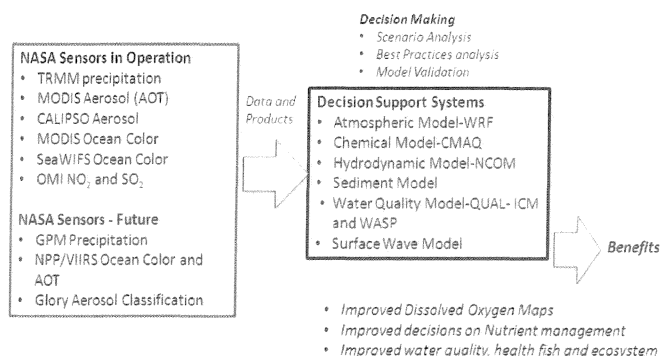 Decision Making
• Scenario Analysis
• Best Practices analysis
• Model Validation
NASA Sensors in Operation
• TRMM precipitation
• MODIS Aerosol (AOT)
• CALIPSO Aerosol
• MODIS Ocean Color
• SeaWIFS Ocean Color
• OMI NO₂ and SO₂
NASA Sensors - Future
• GPM Precipitation
• NPP/VIIRS Ocean Color and
AOT
• Glory Aerosol Classification
Data and
Products
Decision Support Systems
• Atmospheric Model-WRF
• Chemical Model-CMAQ
• Hydrodynamic Model-NCOM
• Sediment Model
• Water Quality Model-QUAL- ICM
and WASP
• Surface Wave Model
Benefits
• Improved Dissolved Oxygen Maps
• Improved decisions on Nutrient management
• Improved water quality, health fish and ecosystem